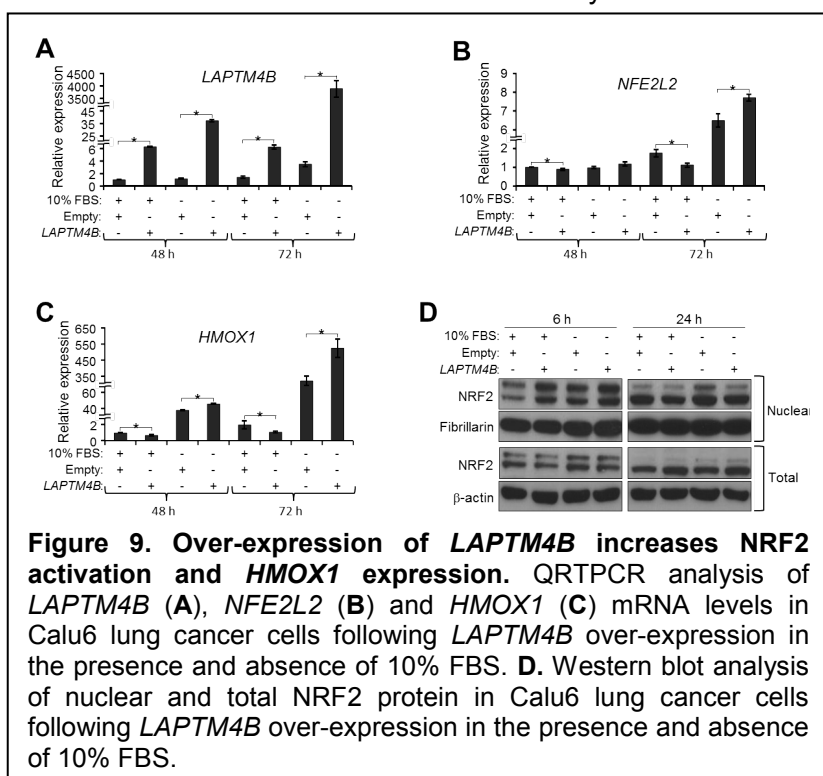 A
LAPTM4B
Relative expression
4500
4000
3500
45
35
25
6
4
2
0
10% FBS: + + - - + + - -
Empty: + - + - + - + -
LAPTM4B: - + - + - + - +
48 h 72 h
B
NFE2L2
Relative expression
9
8
7
6
2
1
0
10% FBS: + + - - + + - -
Empty: + - + - + - + -
LAPTM4B: - + - + - + - +
48 h 72 h
C
HMOX1
Relative expression
650
550
450
350
60
40
2
0
10% FBS: + + - - + + - -
Empty: + - + - + - + -
LAPTM4B: - + - + - + - +
48 h 72 h
D
6 h 24 h
10% FBS: + + - - + + - -
Empty: + - + - + - + -
LAPTM4B: - + - + - + - +
NRF2
Fibrillarin
Nuclear
NRF2
β-actin
Total
Figure 9. Over-expression of LAPTM4B increases NRF2
activation and HMOX1 expression. QRTPCR analysis of
LAPTM4B (A), NFE2L2 (B) and HMOX1 (C) mRNA levels in
Calu6 lung cancer cells following LAPTM4B over-expression in
the presence and absence of 10% FBS. D. Western blot analysis
of nuclear and total NRF2 protein in Calu6 lung cancer cells
following LAPTM4B over-expression in the presence and absence
of 10% FBS.